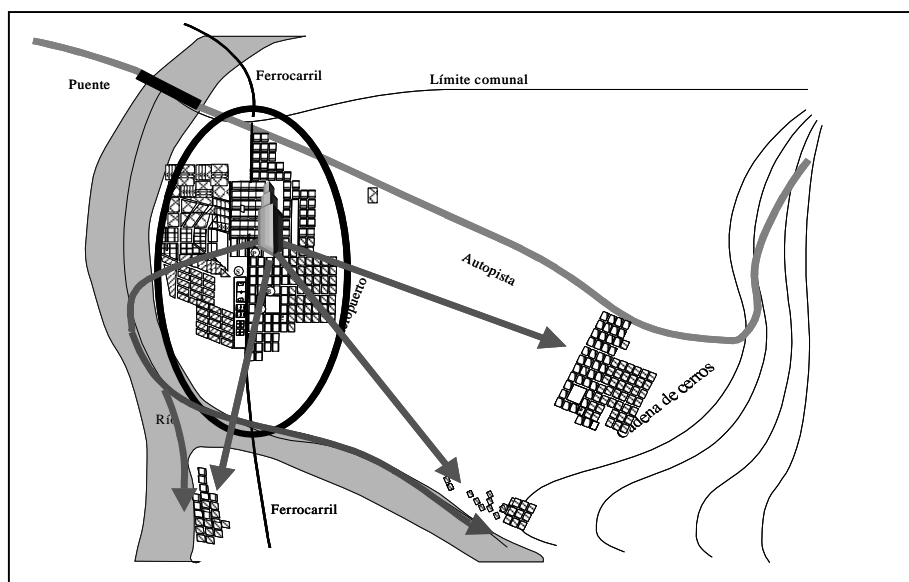 Ferrocarril
Límite comunal
Puente
Autopista
Cadena de cerros
Ferrocarril